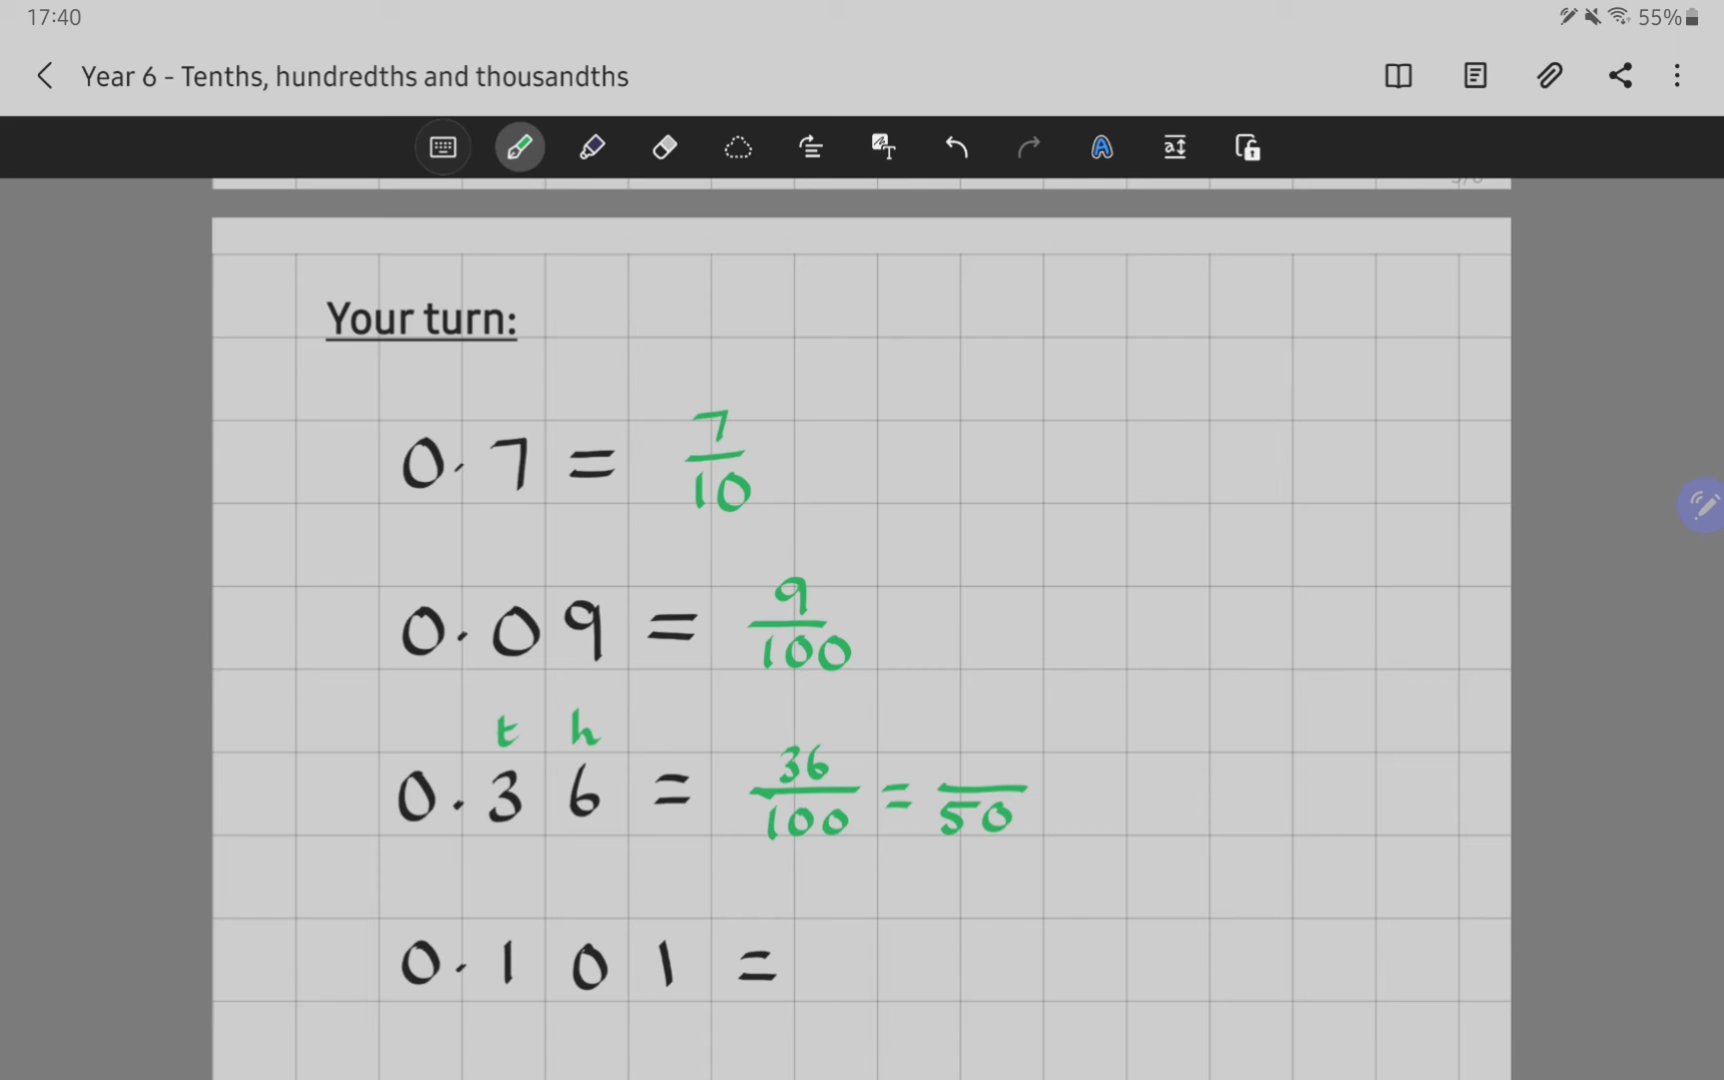 17:40 55%
Year 6 - Tenths, hundredths and thousandths
Your turn:
0.7 = 7/10
0.09 = 9/100
t h
0.36 = 36/100 = /50
0.101 =